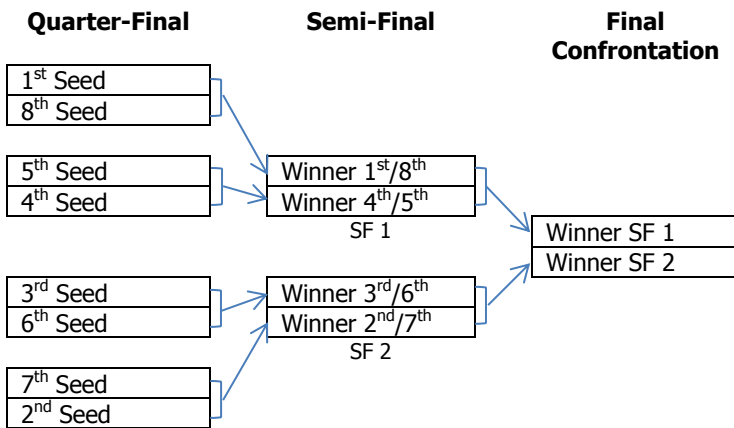 Quarter-Final
Semi-Final
Final
Confrontation
1st Seed
8th Seed
5th Seed
4th Seed
Winner 1st/8th
Winner 4th/5th
SF 1
Winner SF 1
Winner SF 2
3rd Seed
6th Seed
Winner 3rd/6th
Winner 2nd/7th
SF 2
7th Seed
2nd Seed